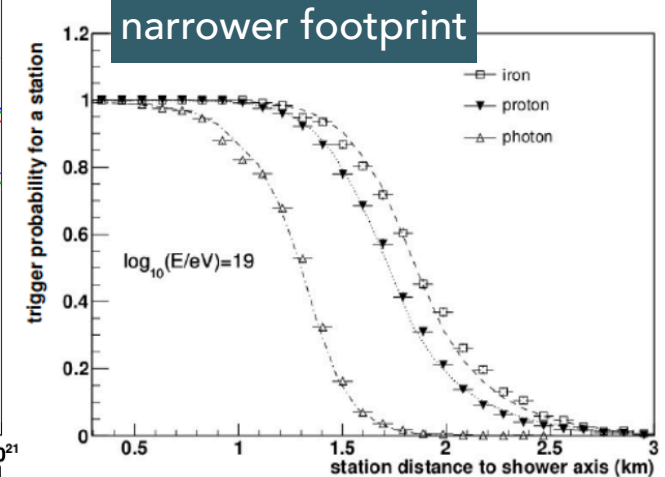 narrower footprint
trigger probability for a station
1.2
1
0.8
0.6
0.4
0.2
0
iron
proton
photon
log₁₀(E/eV)=19
0.5 1 1.5 2 2.5 3
station distance to shower axis (km)
0²¹